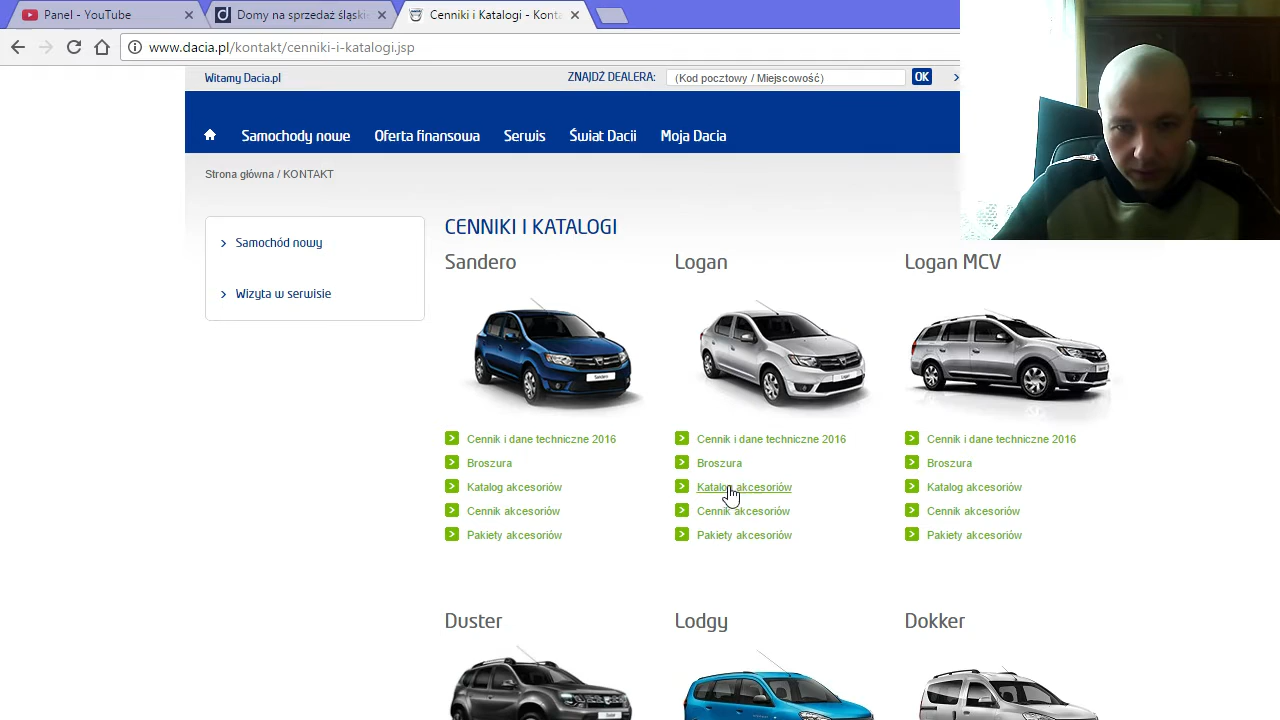 Panel - YouTube
Domy na sprzedaż śląski
Cenniki i Katalogi - Konta
www.dacia.pl/kontakt/cenniki-i-katalogi.jsp
Witamy Dacia.pl
ZNAJDŹ DEALERA:
(Kod pocztowy / Miejscowość)
OK
Samochody nowe
Oferta finansowa
Serwis
Świat Dacii
Moja Dacia
Strona główna / KONTAKT
Samochód nowy
Wizyta w serwisie
CENNIKI I KATALOGI
Sandero
Logan
Logan MCV
Cennik i dane techniczne 2016
Broszura
Katalog akcesoriów
Cennik akcesoriów
Pakiety akcesoriów
Cennik i dane techniczne 2016
Broszura
Katalog akcesoriów
Cennik akcesoriów
Pakiety akcesoriów
Cennik i dane techniczne 2016
Broszura
Katalog akcesoriów
Cennik akcesoriów
Pakiety akcesoriów
Duster
Lodgy
Dokker